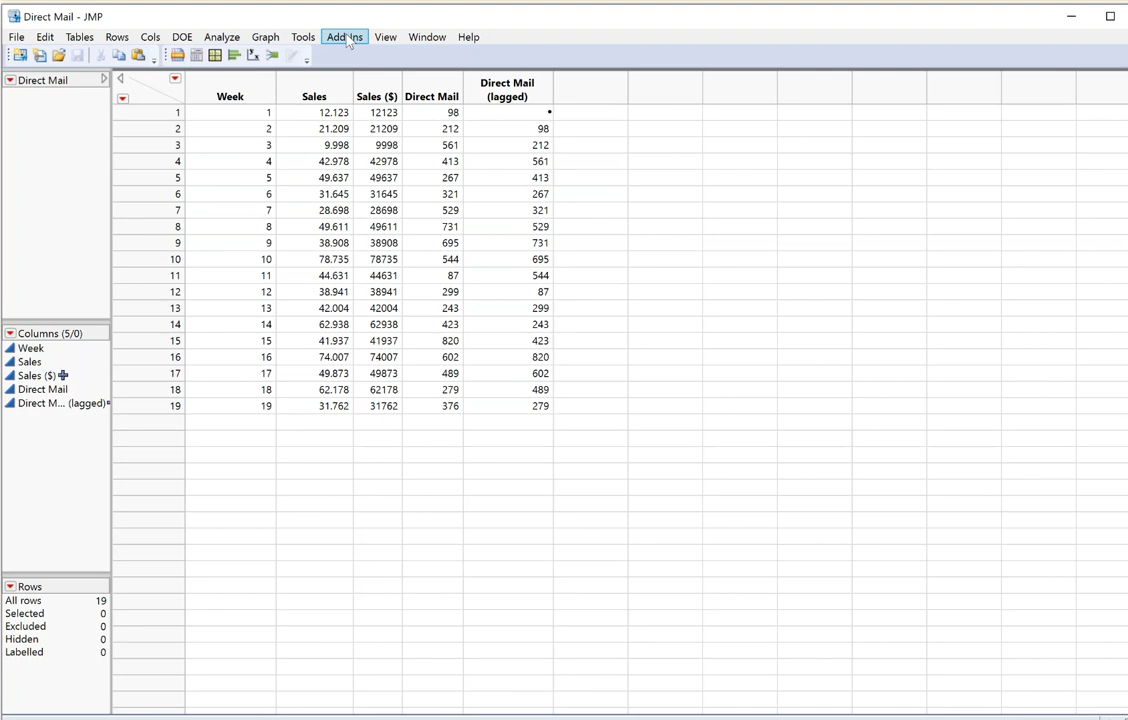 Direct Mail - JMP
File Edit Tables Rows Cols DOE Analyze Graph Tools Add-Ins View Window Help
Direct Mail
Week Sales Sales ($) Direct Mail Direct Mail (lagged)
1 1 12.123 12123 98 •
2 2 21.209 21209 212 98
3 3 9.998 9998 561 212
4 4 42.978 42978 413 561
5 5 49.637 49637 267 413
6 6 31.645 31645 321 267
7 7 28.698 28698 529 321
8 8 49.611 49611 731 529
9 9 38.908 38908 695 731
10 10 78.735 78735 544 695
11 11 44.631 44631 87 544
12 12 38.941 38941 299 87
13 13 42.004 42004 243 299
14 14 62.938 62938 423 243
15 15 41.937 41937 820 423
16 16 74.007 74007 602 820
17 17 49.873 49873 489 602
18 18 62.178 62178 279 489
19 19 31.762 31762 376 279
Columns (5/0)
Week
Sales
Sales ($)
Direct Mail
Direct M... (lagged)
Rows
All rows 19
Selected 0
Excluded 0
Hidden 0
Labelled 0